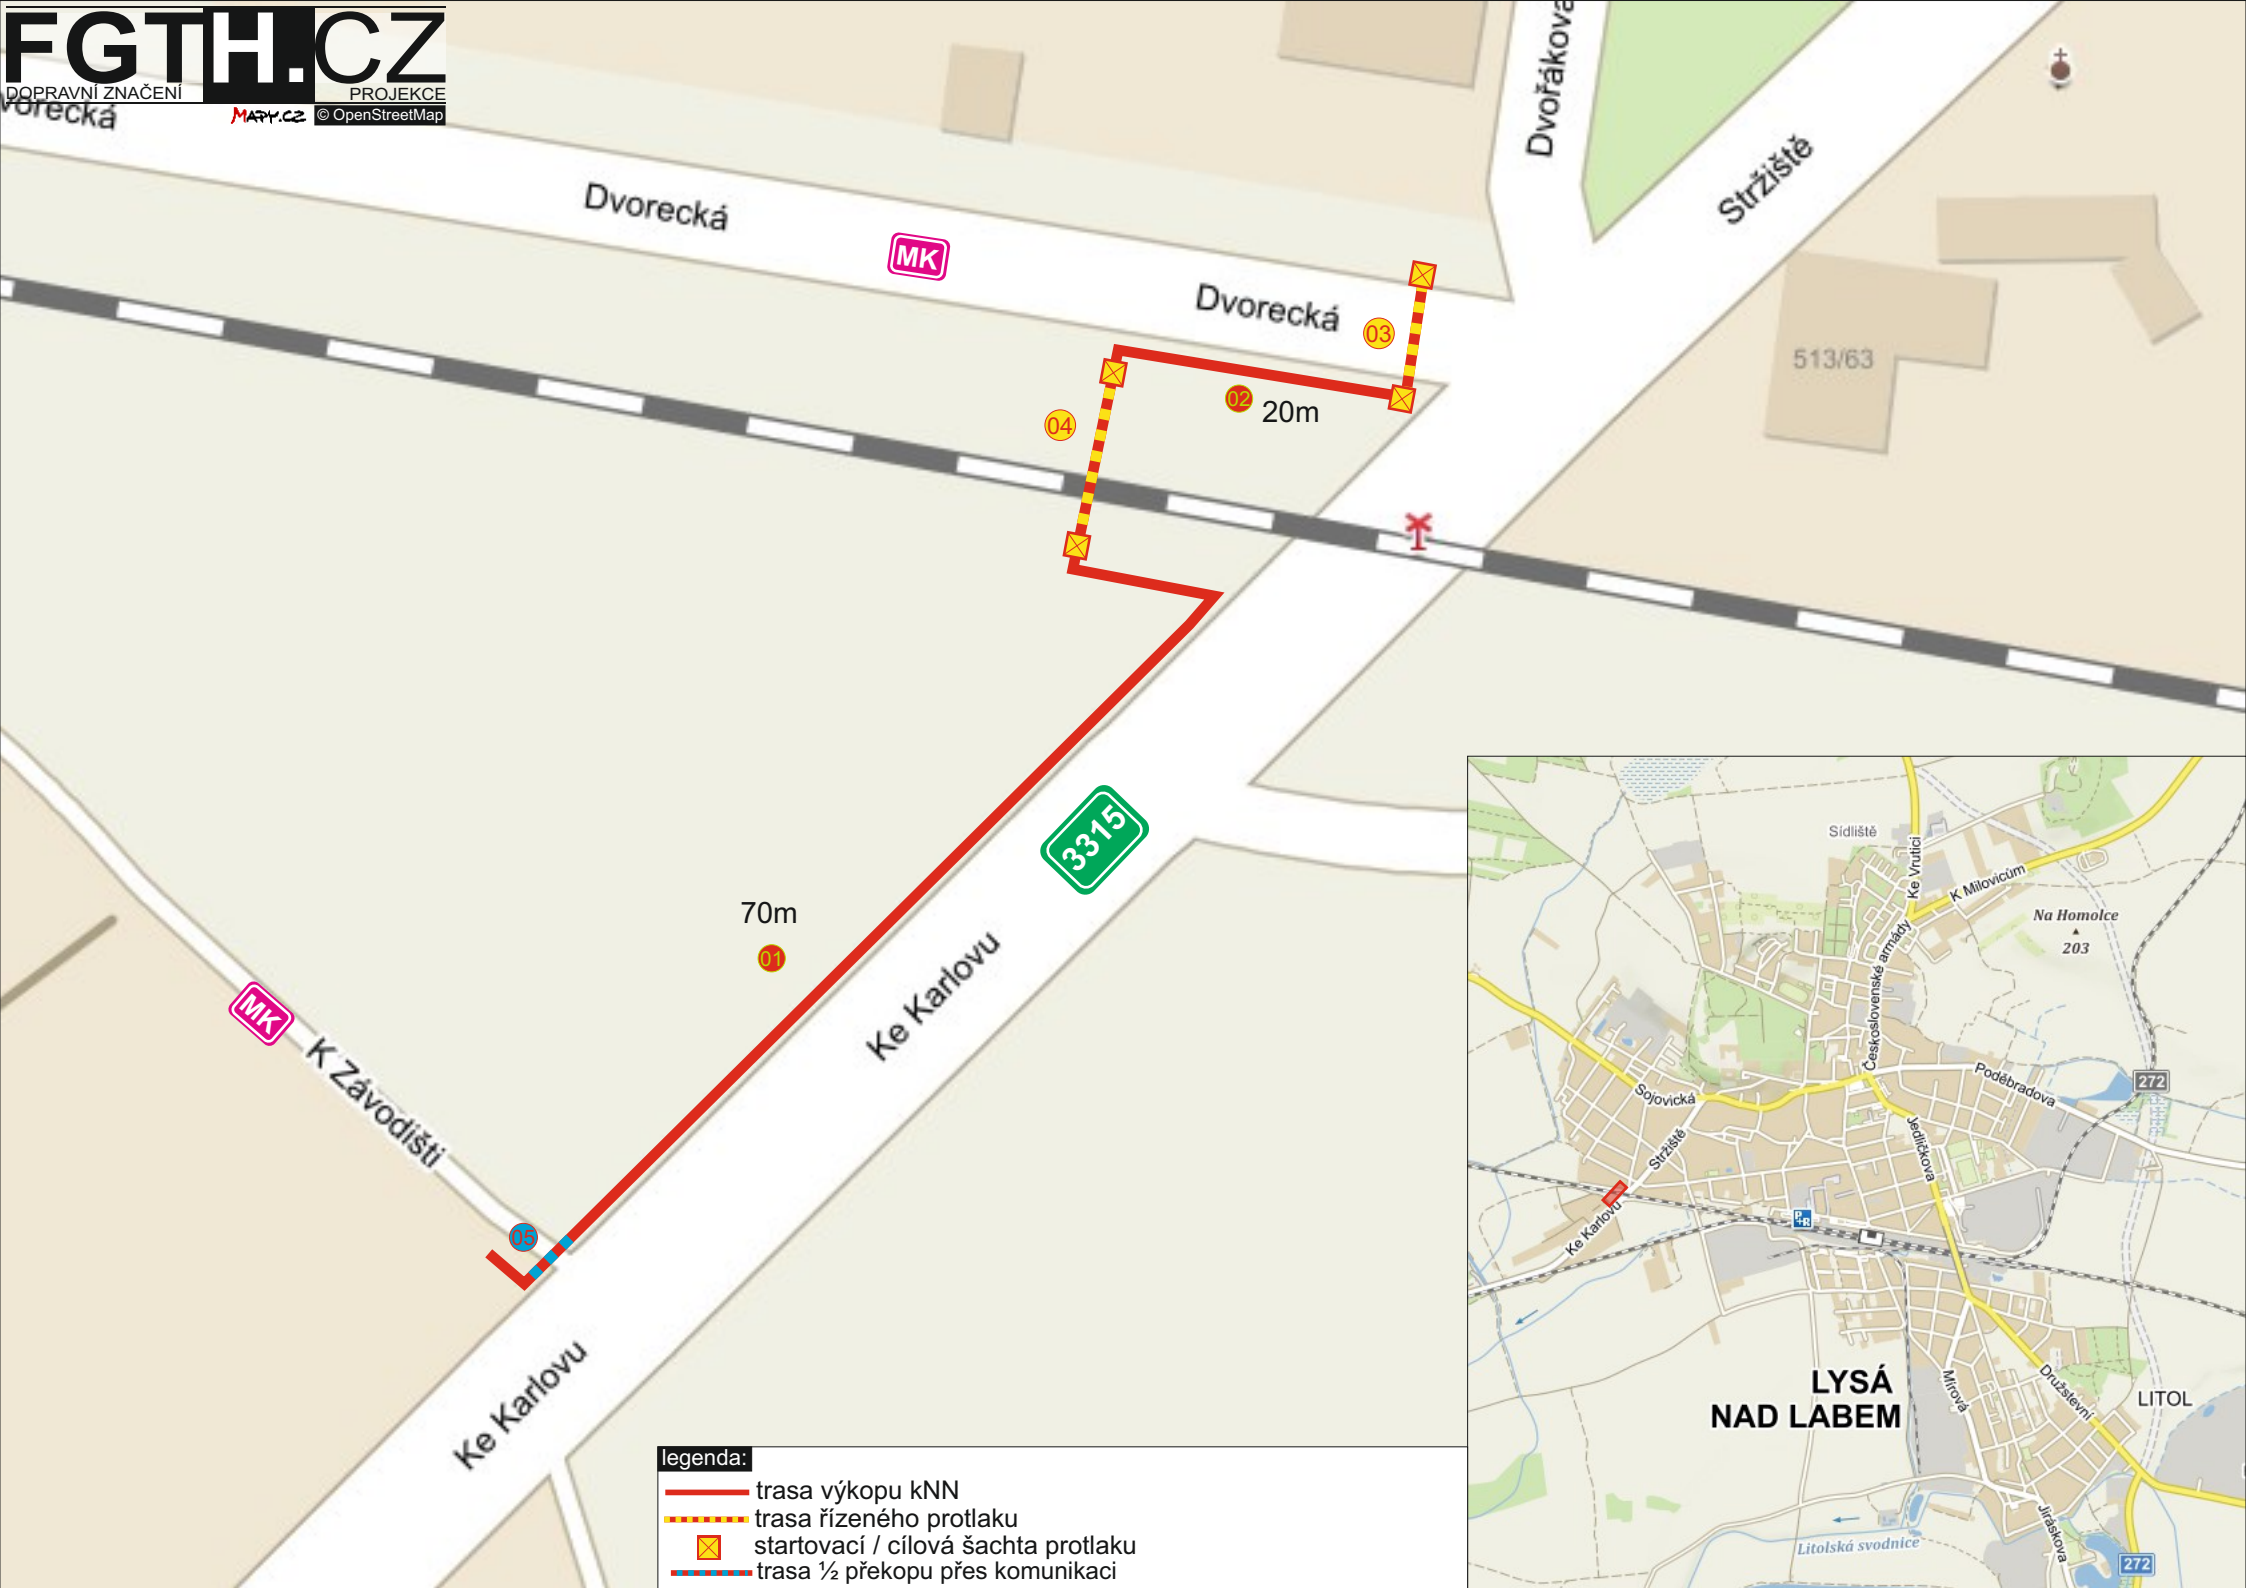 FGTH.CZ
DOPRAVNÍ ZNAČENÍ
PROJEKCE
vorecká
MAPY.CZ
© OpenStreetMap
Dvořákova
Stržiště
Dvorecká
MK
Dvorecká
03
513/63
02
20m
04
3315
70m
01
Ke Karlovu
MK
K Závodišti
05
Ke Karlovu
legenda:
trasa výkopu kNN
trasa řízeného protlaku
startovací / cílová šachta protlaku
trasa ½ překopu přes komunikaci
Sídliště
Ke Vrutici
K Milovicům
Na Homolce
203
Československé armády
Sojovická
Poděbradova
272
Jedličkova
Stržiště
Ke Karlovu
P+R
LYSÁ
NAD LABEM
Mírová
Družstevní
LITOL
Jiráskova
Litolská svodnice
272